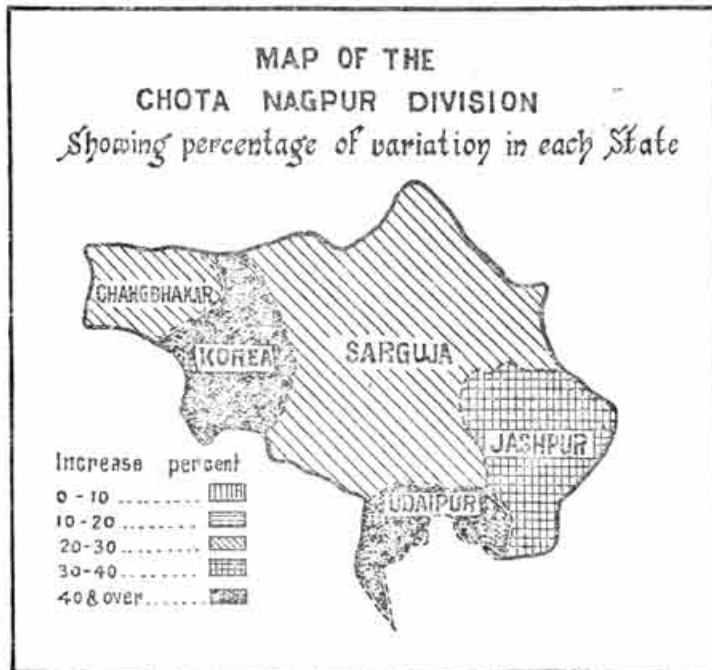 MAP OF THE
CHOTA NAGPUR DIVISION
Showing percentage of variation in each State
CHANGBHAKAR
KOREA
SARGUJA
JASHPUR
UDAIPUR
Increase percent
0-10
10-20
20-30
30-40
40 & over